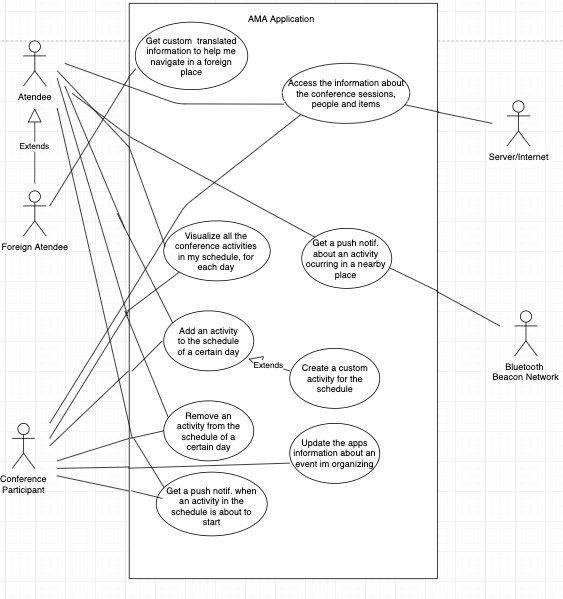 AMA Application
Get custom translated
information to help me
navigate in a foreign
place
Access the information about
the conference sessions,
people and items
Atendee
Extends
Server/Internet
Foreign Atendee
Visualize all the
conference activities
in my schedule, for
each day
Get a push notif.
about an activity
ocurring in a nearby
place
Add an activity
to the schedule
of a certain day
Extends
Create a custom
activity for the
schedule
Bluetooth
Beacon Network
Remove an
activity from the
schedule of a
certain day
Update the apps
information about an
event im organizing
Conference
Participant
Get a push notif. when
an activity in the
schedule is about to
start